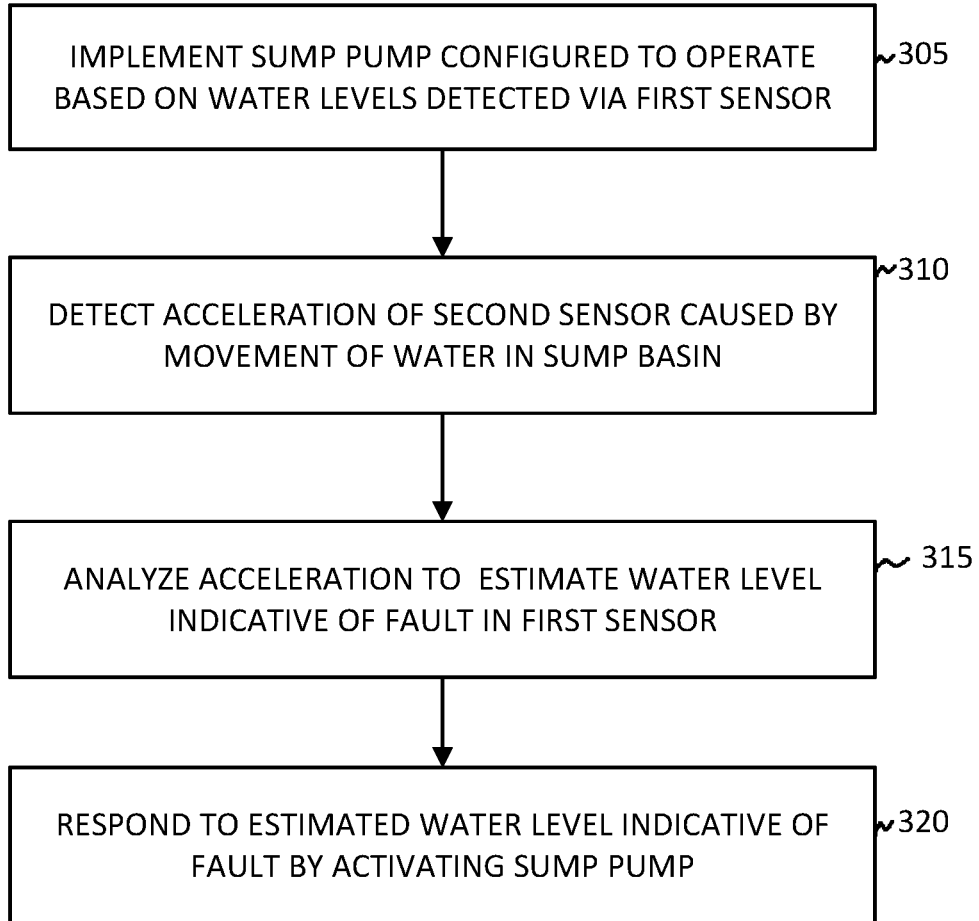 IMPLEMENT SUMP PUMP CONFIGURED TO OPERATE
BASED ON WATER LEVELS DETECTED VIA FIRST SENSOR
305
DETECT ACCELERATION OF SECOND SENSOR CAUSED BY
MOVEMENT OF WATER IN SUMP BASIN
310
ANALYZE ACCELERATION TO ESTIMATE WATER LEVEL
INDICATIVE OF FAULT IN FIRST SENSOR
315
RESPOND TO ESTIMATED WATER LEVEL INDICATIVE OF
FAULT BY ACTIVATING SUMP PUMP
320